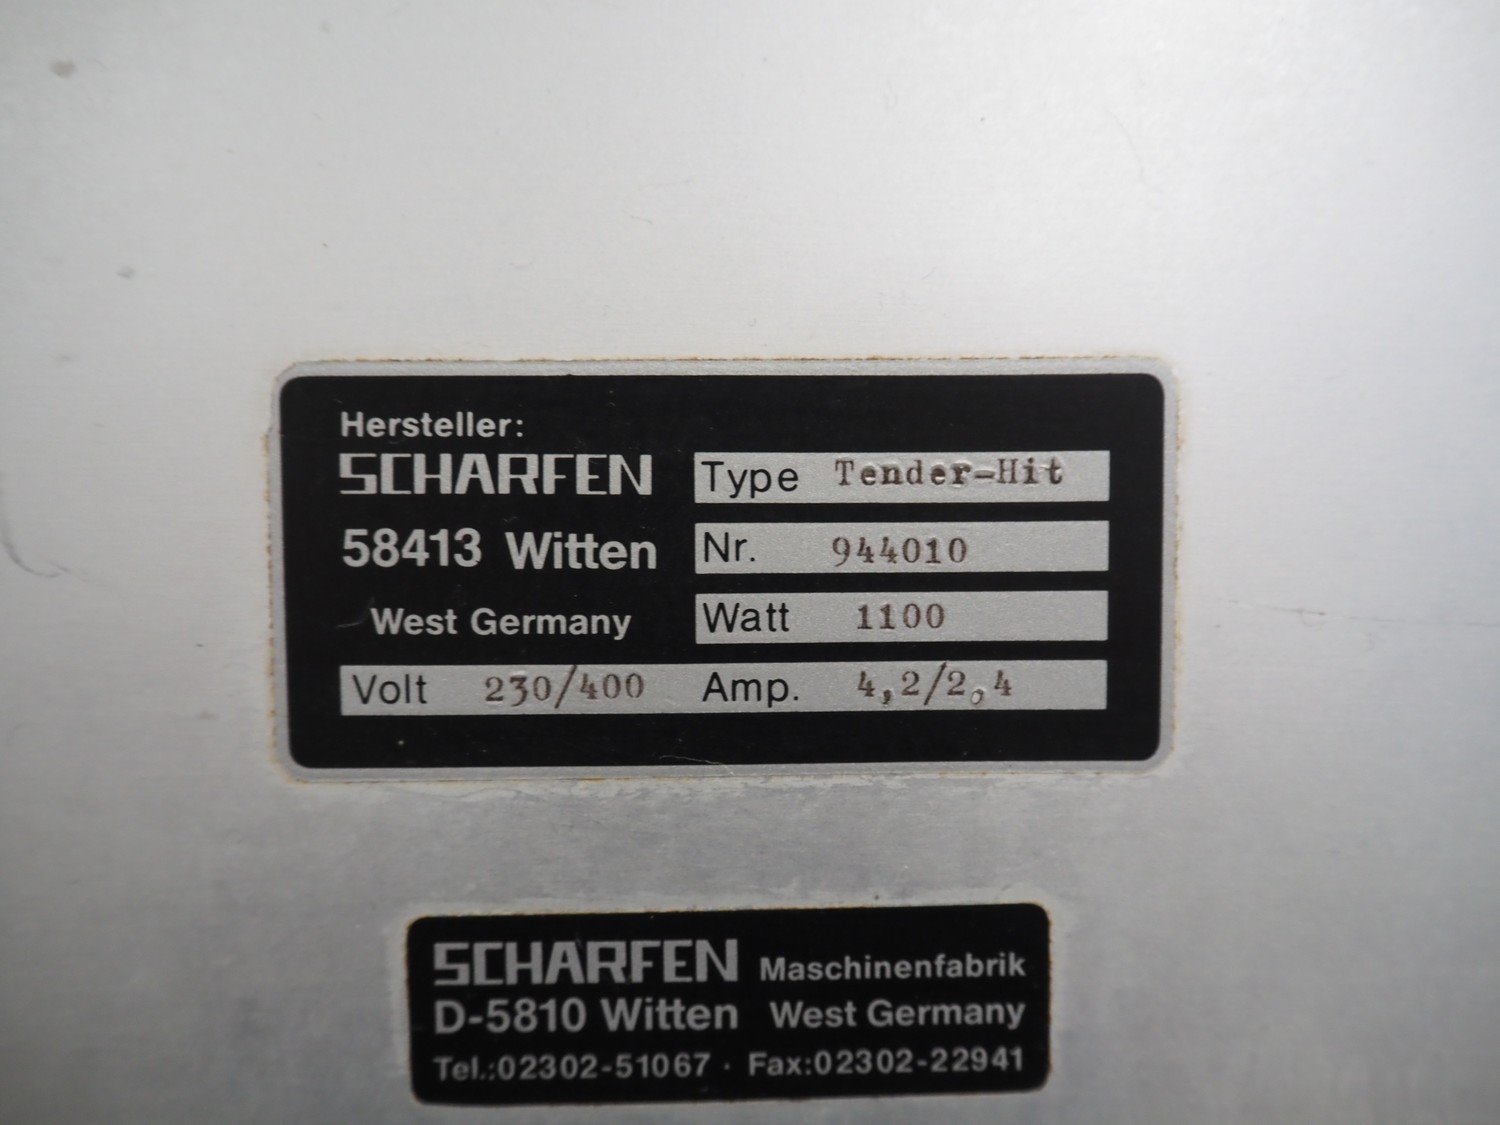 Hersteller:
SCHARFEN
58413 Witten
West Germany
Type Tender-Hit
Nr. 944010
Watt 1100
Volt 230/400 Amp. 4,2/2,4
SCHARFEN Maschinenfabrik
D-5810 Witten West Germany
Tel.:02302-51067 · Fax:02302-22941